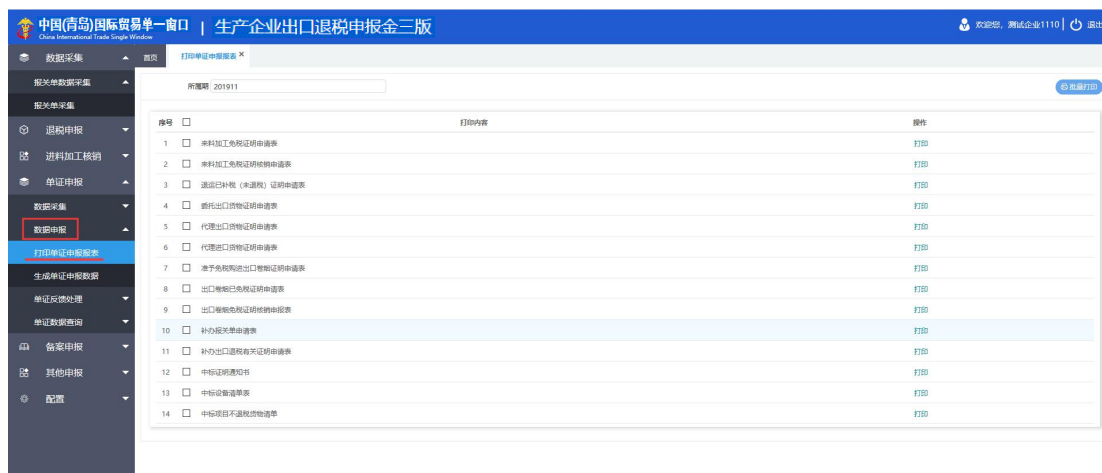 中国(青岛)国际贸易单一窗口 | 生产企业出口退税申报金三版
China International Trade Single Window
欢迎您，测试企业1110 | 退出
数据采集
首页 打印单证申报报表 ×
报关单数据采集
所属期 201911
批量打印
报关单采集
序号 打印内容 操作
退税申报
1 来料加工免税证明申请表 打印
进料加工核销
2 来料加工免税证明核销申请表 打印
单证申报
3 退运已补税（未退税）证明申请表 打印
数据采集
4 委托出口货物证明申请表 打印
数据申报
5 代理出口货物证明申请表 打印
打印单证申报报表
6 代理进口货物证明申请表 打印
生成单证申报数据
7 准予免税购进出口卷烟证明申请表 打印
8 出口卷烟已免税证明申请表 打印
单证反馈处理
9 出口卷烟免税证明核销申报表 打印
单证数据查询
10 补办报关单申请表 打印
备案申报
11 补办出口退税有关证明申请表 打印
其他申报
12 中标证明通知书 打印
配置
13 中标设备清单表 打印
14 中标项目不退税货物清单 打印